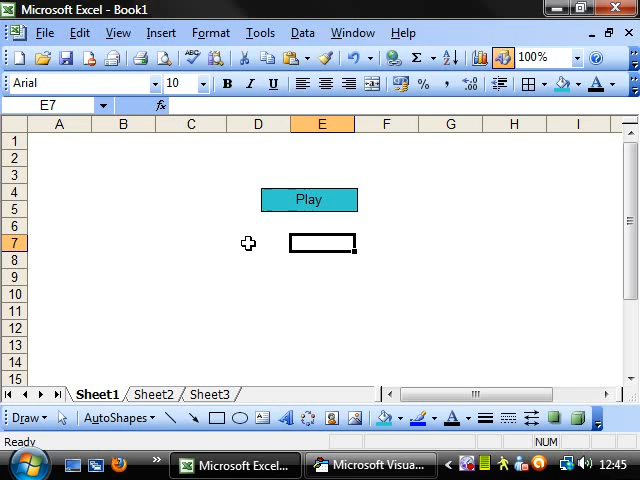 Microsoft Excel - Book1
File Edit View Insert Format Tools Data Window
Σ 100%
Arial 10 B I U % ,
E7 fx
A B C D E F G H I
1
2
3
4
5
6
7
8
9
10
11
12
13
14
15
Play
Sheet1 Sheet2 Sheet3
Draw AutoShapes
Ready NUM
Microsoft Excel... Microsoft Visua... 12:45